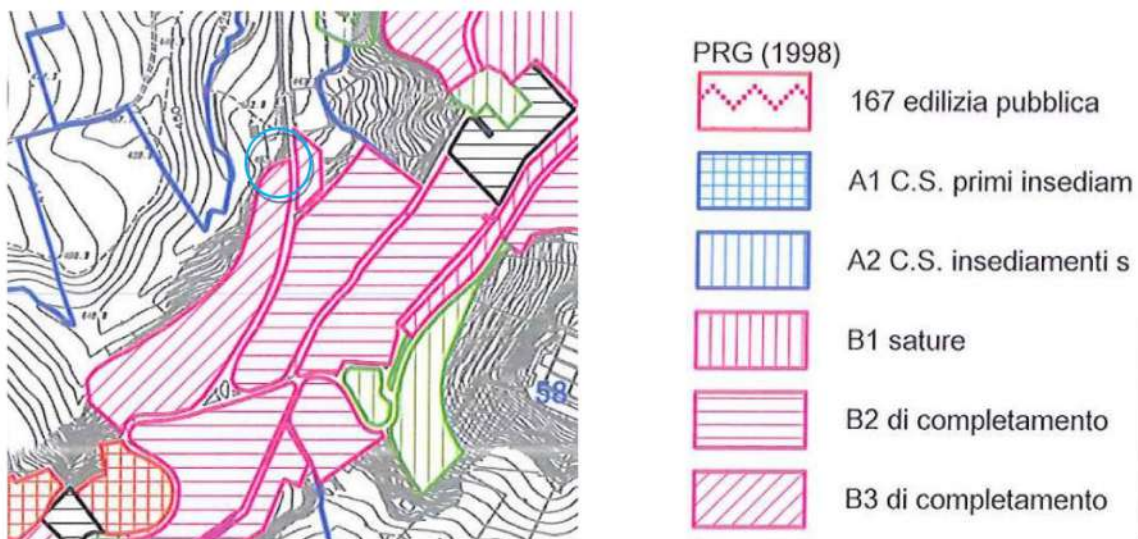 PRG (1998)
167 edilizia pubblica
A1 C.S. primi insediam
A2 C.S. insediamenti s
B1 sature
B2 di completamento
B3 di completamento
58